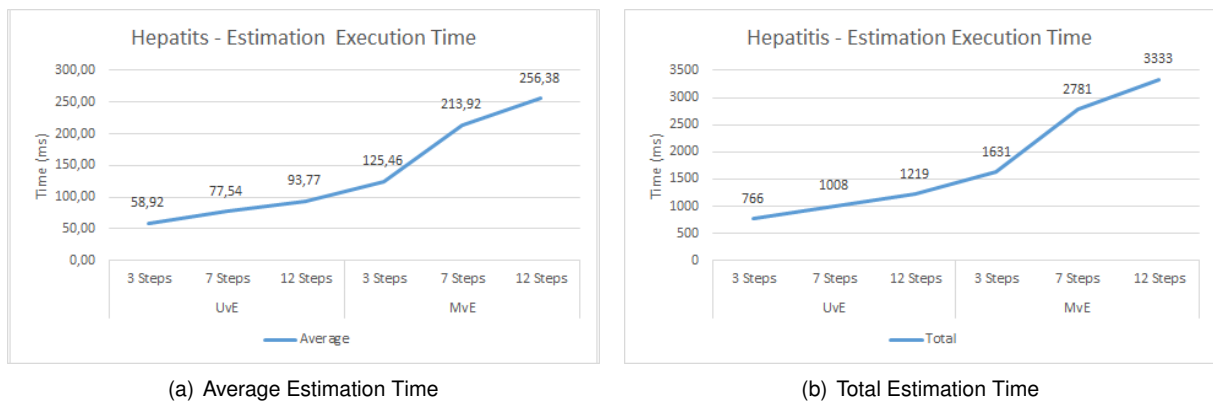 Hepatits - Estimation Execution Time
300,00
250,00
200,00
150,00
100,00
50,00
0,00
Time (ms)
58,92
77,54
93,77
125,46
213,92
256,38
3 Steps 7 Steps 12 Steps 3 Steps 7 Steps 12 Steps
UvE MvE
Average
(a) Average Estimation Time
Hepatitis - Estimation Execution Time
3500
3000
2500
2000
1500
1000
500
0
Time (ms)
766
1008
1219
1631
2781
3333
3 Steps 7 Steps 12 Steps 3 Steps 7 Steps 12 Steps
UvE MvE
Total
(b) Total Estimation Time